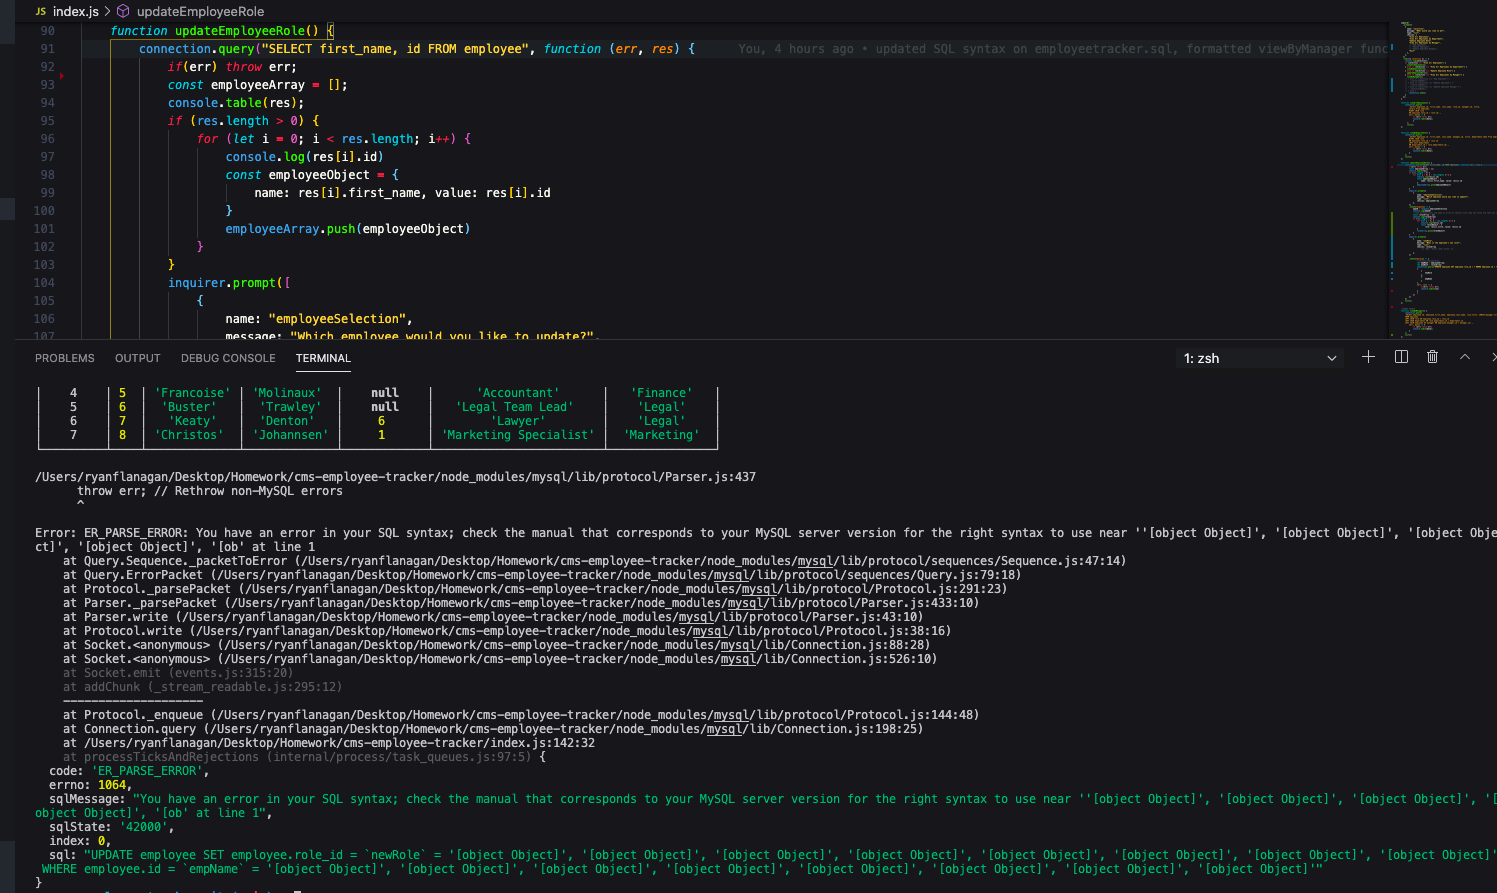 JS index.js > updateEmployeeRole
90 function updateEmployeeRole() {
91 connection.query("SELECT first_name, id FROM employee", function (err, res) { You, 4 hours ago • updated SQL syntax on employeetracker.sql, formatted viewByManager func
92 if(err) throw err;
93 const employeeArray = [];
94 console.table(res);
95 if (res.length > 0) {
96 for (let i = 0; i < res.length; i++) {
97 console.log(res[i].id)
98 const employeeObject = {
99 name: res[i].first_name, value: res[i].id
100 }
101 employeeArray.push(employeeObject)
102 }
103 }
104 inquirer.prompt([
105 {
106 name: "employeeSelection",
107 message: "Which employee would you like to update?",
PROBLEMS OUTPUT DEBUG CONSOLE TERMINAL 1: zsh
| 4 | 5 | 'Francoise' | 'Molinaux' | null | 'Accountant' | 'Finance' |
| 5 | 6 | 'Buster' | 'Trawley' | null | 'Legal Team Lead' | 'Legal' |
| 6 | 7 | 'Keaty' | 'Denton' | 6 | 'Lawyer' | 'Legal' |
| 7 | 8 | 'Christos' | 'Johannsen' | 1 | 'Marketing Specialist' | 'Marketing' |
/Users/ryanflanagan/Desktop/Homework/cms-employee-tracker/node_modules/mysql/lib/protocol/Parser.js:437
throw err; // Rethrow non-MySQL errors
^
Error: ER_PARSE_ERROR: You have an error in your SQL syntax; check the manual that corresponds to your MySQL server version for the right syntax to use near ''[object Object]', '[object Object]', '[object Obje
ct]', '[object Object]', '[ob' at line 1
at Query.Sequence._packetToError (/Users/ryanflanagan/Desktop/Homework/cms-employee-tracker/node_modules/mysql/lib/protocol/sequences/Sequence.js:47:14)
at Query.ErrorPacket (/Users/ryanflanagan/Desktop/Homework/cms-employee-tracker/node_modules/mysql/lib/protocol/sequences/Query.js:79:18)
at Protocol._parsePacket (/Users/ryanflanagan/Desktop/Homework/cms-employee-tracker/node_modules/mysql/lib/protocol/Protocol.js:291:23)
at Parser._parsePacket (/Users/ryanflanagan/Desktop/Homework/cms-employee-tracker/node_modules/mysql/lib/protocol/Parser.js:433:10)
at Parser.write (/Users/ryanflanagan/Desktop/Homework/cms-employee-tracker/node_modules/mysql/lib/protocol/Parser.js:43:10)
at Protocol.write (/Users/ryanflanagan/Desktop/Homework/cms-employee-tracker/node_modules/mysql/lib/protocol/Protocol.js:38:16)
at Socket.<anonymous> (/Users/ryanflanagan/Desktop/Homework/cms-employee-tracker/node_modules/mysql/lib/Connection.js:88:28)
at Socket.<anonymous> (/Users/ryanflanagan/Desktop/Homework/cms-employee-tracker/node_modules/mysql/lib/Connection.js:526:10)
at Socket.emit (events.js:315:20)
at addChunk (_stream_readable.js:295:12)
--------------------
at Protocol._enqueue (/Users/ryanflanagan/Desktop/Homework/cms-employee-tracker/node_modules/mysql/lib/protocol/Protocol.js:144:48)
at Connection.query (/Users/ryanflanagan/Desktop/Homework/cms-employee-tracker/node_modules/mysql/lib/Connection.js:198:25)
at /Users/ryanflanagan/Desktop/Homework/cms-employee-tracker/index.js:142:32
at processTicksAndRejections (internal/process/task_queues.js:97:5) {
code: 'ER_PARSE_ERROR',
errno: 1064,
sqlMessage: "You have an error in your SQL syntax; check the manual that corresponds to your MySQL server version for the right syntax to use near ''[object Object]', '[object Object]', '[object Object]', '[
object Object]', '[ob' at line 1",
sqlState: '42000',
index: 0,
sql: "UPDATE employee SET employee.role_id = `newRole` = '[object Object]', '[object Object]', '[object Object]', '[object Object]', '[object Object]', '[object Object]', '[object Object]', '[object Object]'
WHERE employee.id = `empName` = '[object Object]', '[object Object]', '[object Object]', '[object Object]', '[object Object]', '[object Object]', '[object Object]', '[object Object]'"
}